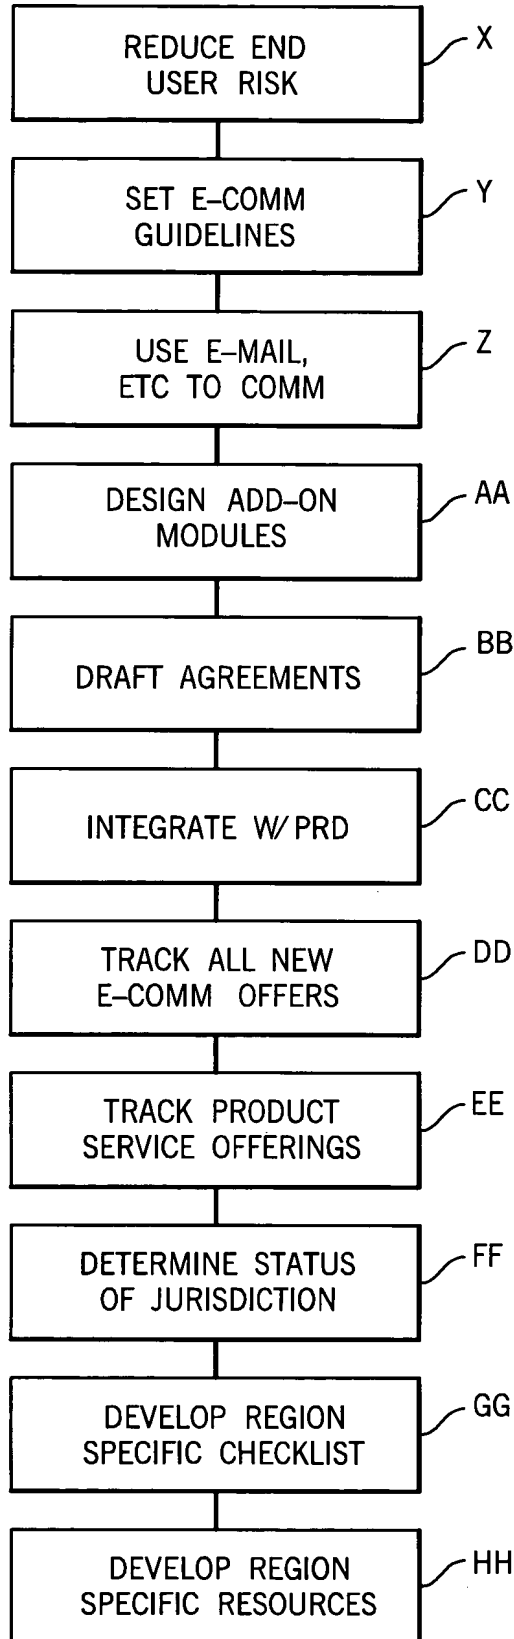 REDUCE END
USER RISK
X
SET E-COMM
GUIDELINES
Y
USE E-MAIL,
ETC TO COMM
Z
DESIGN ADD-ON
MODULES
AA
DRAFT AGREEMENTS
BB
INTEGRATE W/PRD
CC
TRACK ALL NEW
E-COMM OFFERS
DD
TRACK PRODUCT
SERVICE OFFERINGS
EE
DETERMINE STATUS
OF JURISDICTION
FF
DEVELOP REGION
SPECIFIC CHECKLIST
GG
DEVELOP REGION
SPECIFIC RESOURCES
HH